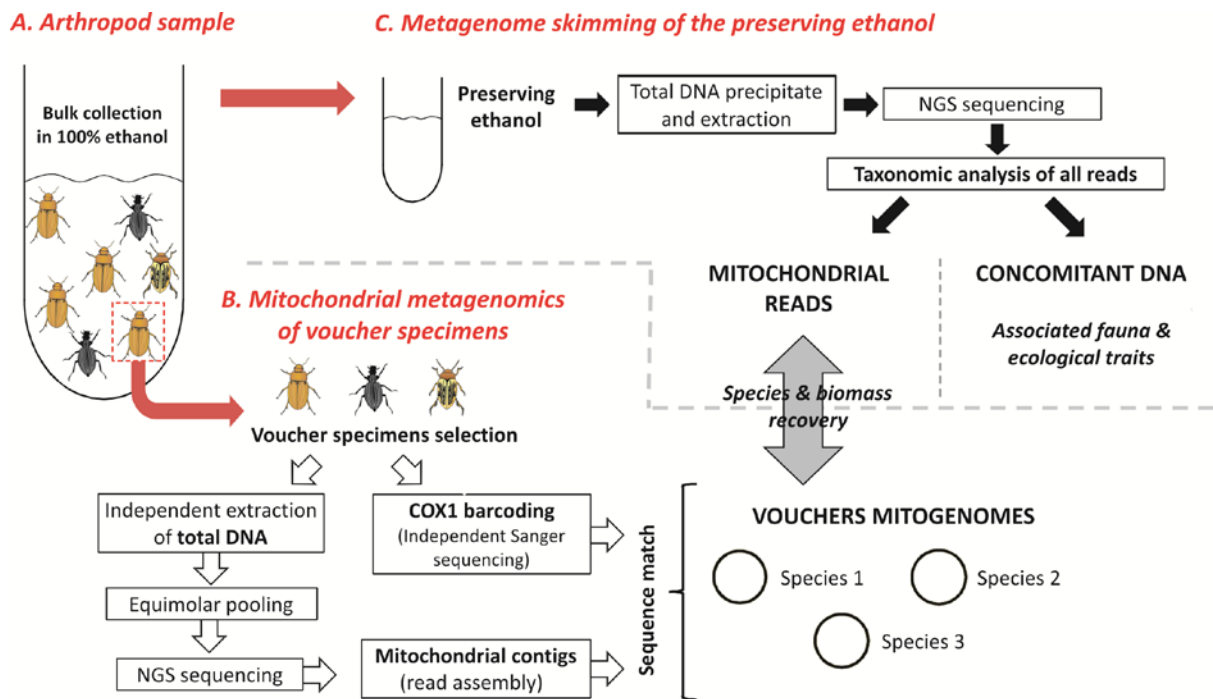 A. Arthropod sample
C. Metagenome skimming of the preserving ethanol
Bulk collection
in 100% ethanol
Preserving
ethanol
Total DNA precipitate
and extraction
NGS sequencing
Taxonomic analysis of all reads
MITOCHONDRIAL
READS
CONCOMITANT DNA
Associated fauna &
ecological traits
Species & biomass
recovery
B. Mitochondrial metagenomics
of voucher specimens
Voucher specimens selection
Independent extraction
of total DNA
Equimolar pooling
NGS sequencing
COX1 barcoding
(Independent Sanger
sequencing)
Mitochondrial contigs
(read assembly)
Sequence match
VOUCHERS MITOGENOMES
Species 1
Species 2
Species 3